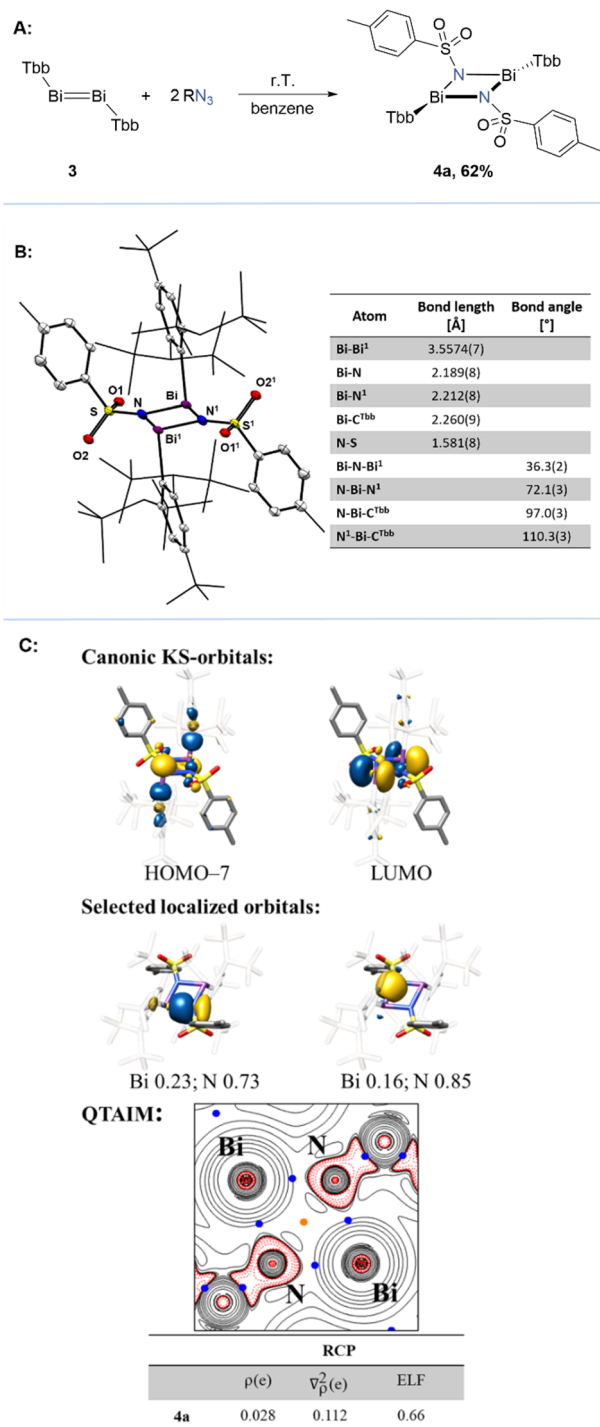 A:
Tbb
Bi Bi
Tbb
+ 2 RN3
r.T.
benzene
O
S O
N Bi Tbb
Bi N
Tbb
O S
O
3
4a, 62%
B:
O1
S N Bi
O2
O2¹
N¹
Bi¹ S¹
O1¹
Atom Bond length [Å] Bond angle [°]
Bi-Bi¹ 3.5574(7)
Bi-N 2.189(8)
Bi-N¹ 2.212(8)
Bi-CTbb 2.260(9)
N-S 1.581(8)
Bi-N-Bi¹ 36.3(2)
N-Bi-N¹ 72.1(3)
N-Bi-CTbb 97.0(3)
N¹-Bi-CTbb 110.3(3)
C:
Canonic KS-orbitals:
HOMO–7 LUMO
Selected localized orbitals:
Bi 0.23; N 0.73 Bi 0.16; N 0.85
QTAIM:
Bi N
N Bi
RCP
ρ(e) ∇²ρ(e) ELF
4a 0.028 0.112 0.66